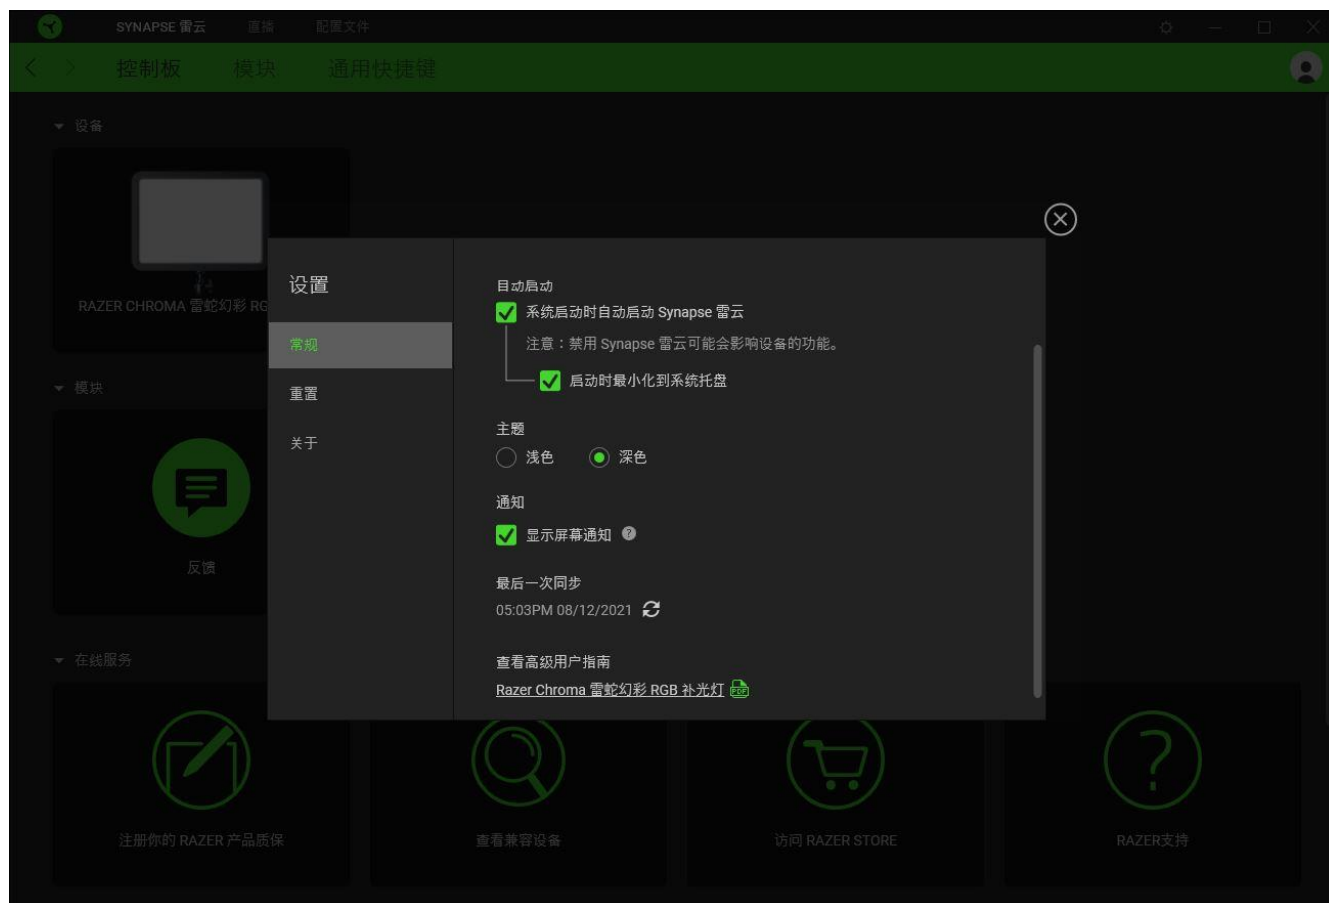 SYNAPSE 雷云
直播
配置文件
控制板
模块
通用快捷键
设备
RAZER CHROMA 雷蛇幻彩 RG
模块
反馈
在线服务
注册你的 RAZER 产品质保
查看兼容设备
访问 RAZER STORE
RAZER支持
设置
常规
重置
关于
自动启动
系统启动时自动启动 Synapse 雷云
注意：禁用 Synapse 雷云可能会影响设备的功能。
启动时最小化到系统托盘
主题
浅色
深色
通知
显示屏幕通知
?
最后一次同步
05:03PM 08/12/2021
查看高级用户指南
Razer Chroma 雷蛇幻彩 RGB 补光灯
PDF